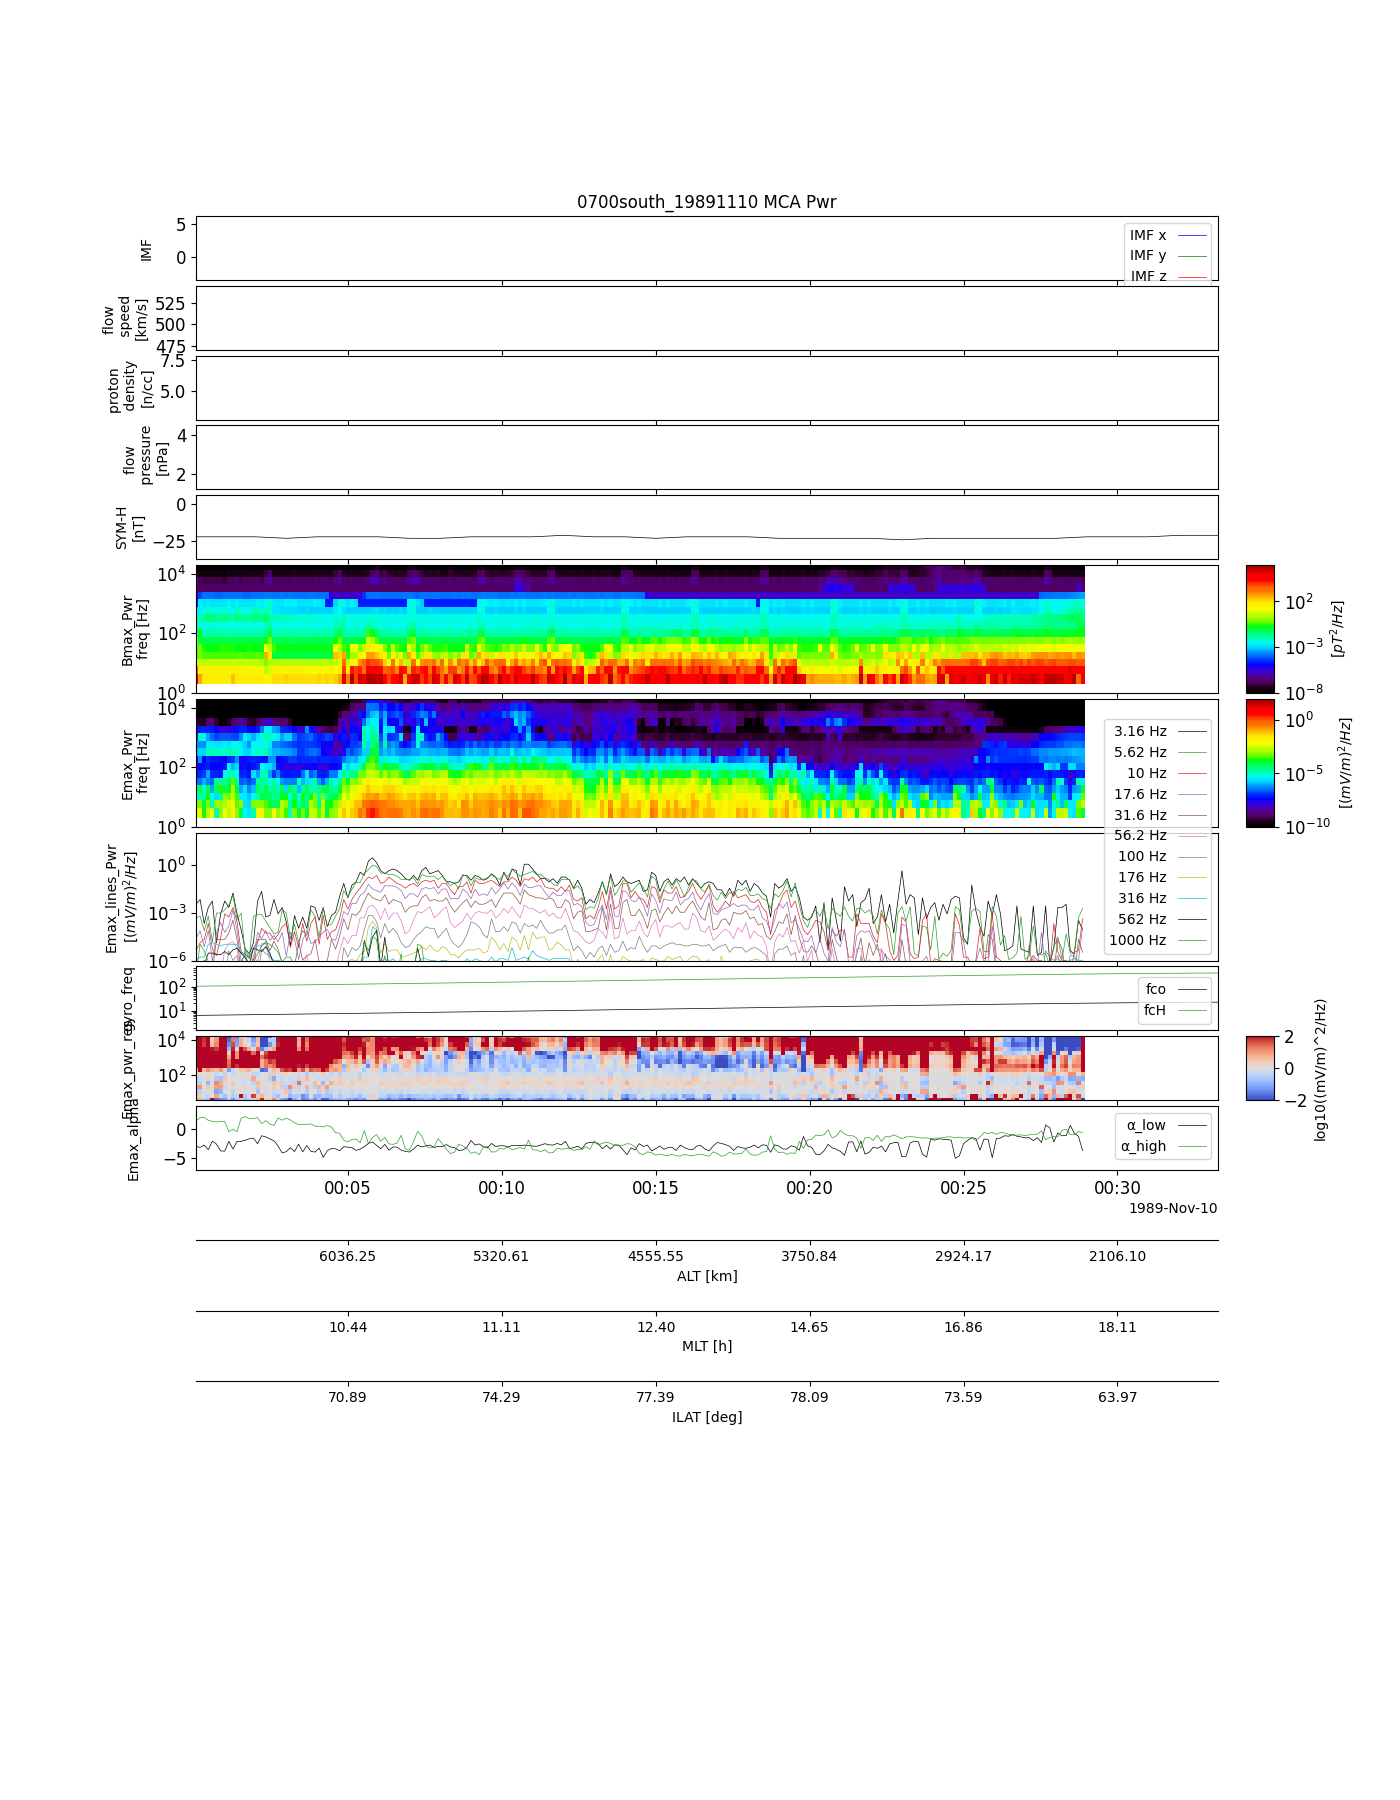 0700south_19891110 MCA Pwr
5
0
IMF
IMF x
IMF y
IMF z
525
500
475
flow
speed
[km/s]
7.5
5.0
proton
density
[n/cc]
4
2
flow
pressure
[nPa]
0
−25
SYM-H
[nT]
10^4
10^2
10^0
Bmax_Pwr
freq [Hz]
10^2
10^−3
10^−8
[pT^2/Hz]
10^4
10^2
10^0
Emax_Pwr
freq [Hz]
10^0
10^−5
10^−10
[(mV/m)^2/Hz]
3.16 Hz
5.62 Hz
10 Hz
17.6 Hz
31.6 Hz
56.2 Hz
100 Hz
176 Hz
316 Hz
562 Hz
1000 Hz
10^0
10^−3
10^−6
Emax_lines_Pwr
[(mV/m)^2/Hz]
10^2
10^1
gyro_freq
fco
fcH
10^4
10^2
Emax_pwr_res
2
0
−2
log10((mV/m)^2/Hz)
0
−5
Emax_alpha
α_low
α_high
00:05 00:10 00:15 00:20 00:25 00:30
1989-Nov-10
6036.25 5320.61 4555.55 3750.84 2924.17 2106.10
ALT [km]
10.44 11.11 12.40 14.65 16.86 18.11
MLT [h]
70.89 74.29 77.39 78.09 73.59 63.97
ILAT [deg]